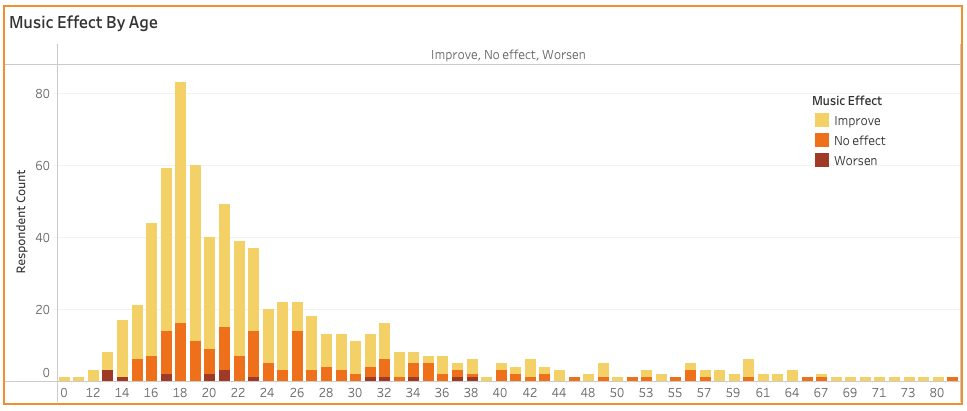 Music Effect By Age
Improve, No effect, Worsen
Music Effect
Improve
No effect
Worsen
Respondent Count
80
60
40
20
0
0 12 14 16 18 20 22 24 26 28 30 32 34 36 38 40 42 44 48 50 53 55 57 59 61 64 67 69 71 73 80